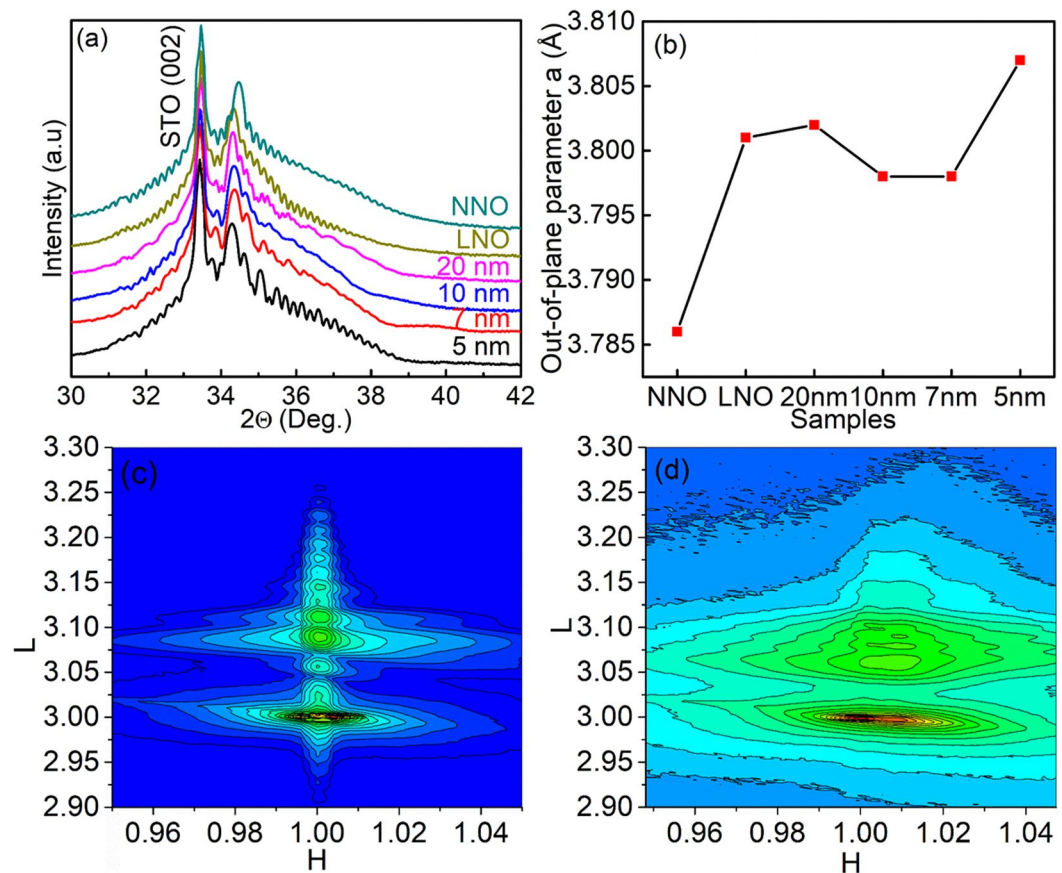 (a)
STO (002)
Intensity (a.u)
NNO
LNO
20 nm
10 nm
nm
5 nm
30 32 34 36 38 40 42
2Θ (Deg.)
(b)
Out-of-plane parameter a (Å)
3.810
3.805
3.800
3.795
3.790
3.785
NNO LNO 20nm 10nm 7nm 5nm
Samples
(c)
L
3.30
3.25
3.20
3.15
3.10
3.05
3.00
2.95
2.90
0.96 0.98 1.00 1.02 1.04
H
(d)
L
3.30
3.25
3.20
3.15
3.10
3.05
3.00
2.95
2.90
0.96 0.98 1.00 1.02 1.04
H